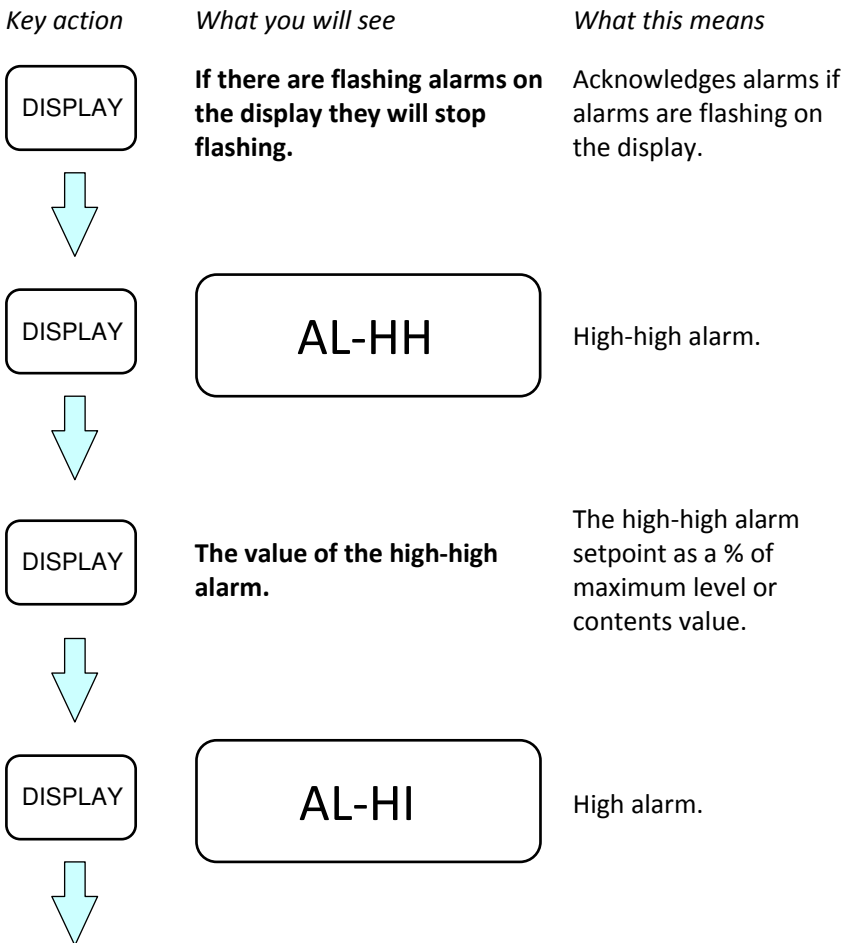 Key action What you will see What this means
DISPLAY
If there are flashing alarms on
the display they will stop
flashing.
Acknowledges alarms if
alarms are flashing on
the display.
DISPLAY
AL-HH
High-high alarm.
DISPLAY
The value of the high-high
alarm.
The high-high alarm
setpoint as a % of
maximum level or
contents value.
DISPLAY
AL-HI
High alarm.